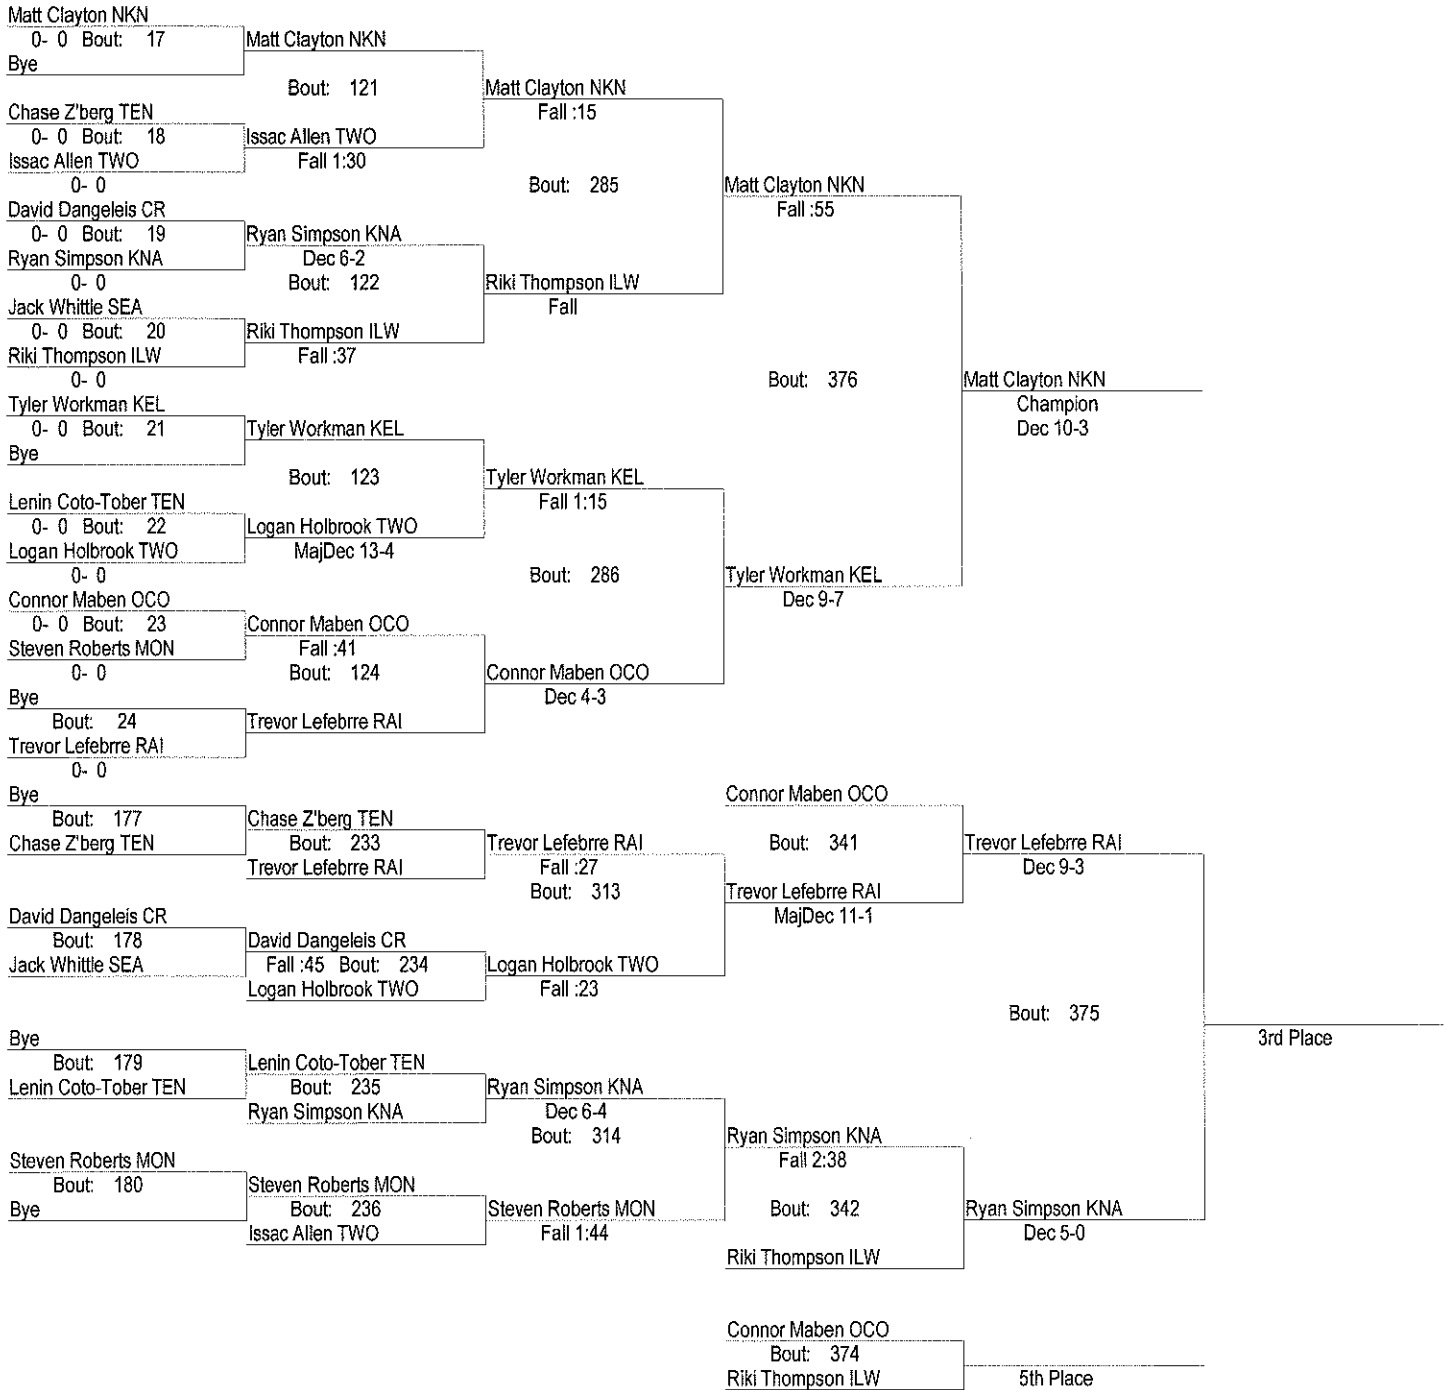 Matt Clayton NKN
0- 0 Bout: 17
Bye
Matt Clayton NKN
Bout: 121
Chase Z'berg TEN
0- 0 Bout: 18
Issac Allen TWO
0- 0
Issac Allen TWO
Fall 1:30
Matt Clayton NKN
Fall :15
Bout: 285
David Dangeleis CR
0- 0 Bout: 19
Ryan Simpson KNA
0- 0
Ryan Simpson KNA
Dec 6-2
Bout: 122
Jack Whittle SEA
0- 0 Bout: 20
Riki Thompson ILW
0- 0
Riki Thompson ILW
Fall :37
Riki Thompson ILW
Fall
Matt Clayton NKN
Fall :55
Bout: 376
Tyler Workman KEL
0- 0 Bout: 21
Bye
Tyler Workman KEL
Bout: 123
Lenin Coto-Tober TEN
0- 0 Bout: 22
Logan Holbrook TWO
0- 0
Logan Holbrook TWO
MajDec 13-4
Tyler Workman KEL
Fall 1:15
Bout: 286
Connor Maben OCO
0- 0 Bout: 23
Steven Roberts MON
0- 0
Connor Maben OCO
Fall :41
Bout: 124
Bye
Bout: 24
Trevor Lefebrre RAI
0- 0
Trevor Lefebrre RAI
Connor Maben OCO
Dec 4-3
Tyler Workman KEL
Dec 9-7
Matt Clayton NKN
Champion
Dec 10-3
Bye
Bout: 177
Chase Z'berg TEN
Chase Z'berg TEN
Bout: 233
Trevor Lefebrre RAI
Trevor Lefebrre RAI
Fall :27
Bout: 313
David Dangeleis CR
Bout: 178
Jack Whittle SEA
David Dangeleis CR
Fall :45 Bout: 234
Logan Holbrook TWO
Logan Holbrook TWO
Fall :23
Connor Maben OCO
Bout: 341
Trevor Lefebrre RAI
MajDec 11-1
Trevor Lefebrre RAI
Dec 9-3
Bout: 375
3rd Place
Bye
Bout: 179
Lenin Coto-Tober TEN
Lenin Coto-Tober TEN
Bout: 235
Ryan Simpson KNA
Ryan Simpson KNA
Dec 6-4
Bout: 314
Steven Roberts MON
Bout: 180
Bye
Steven Roberts MON
Bout: 236
Issac Allen TWO
Steven Roberts MON
Fall 1:44
Ryan Simpson KNA
Fall 2:38
Bout: 342
Riki Thompson ILW
Ryan Simpson KNA
Dec 5-0
Connor Maben OCO
Bout: 374
Riki Thompson ILW
5th Place